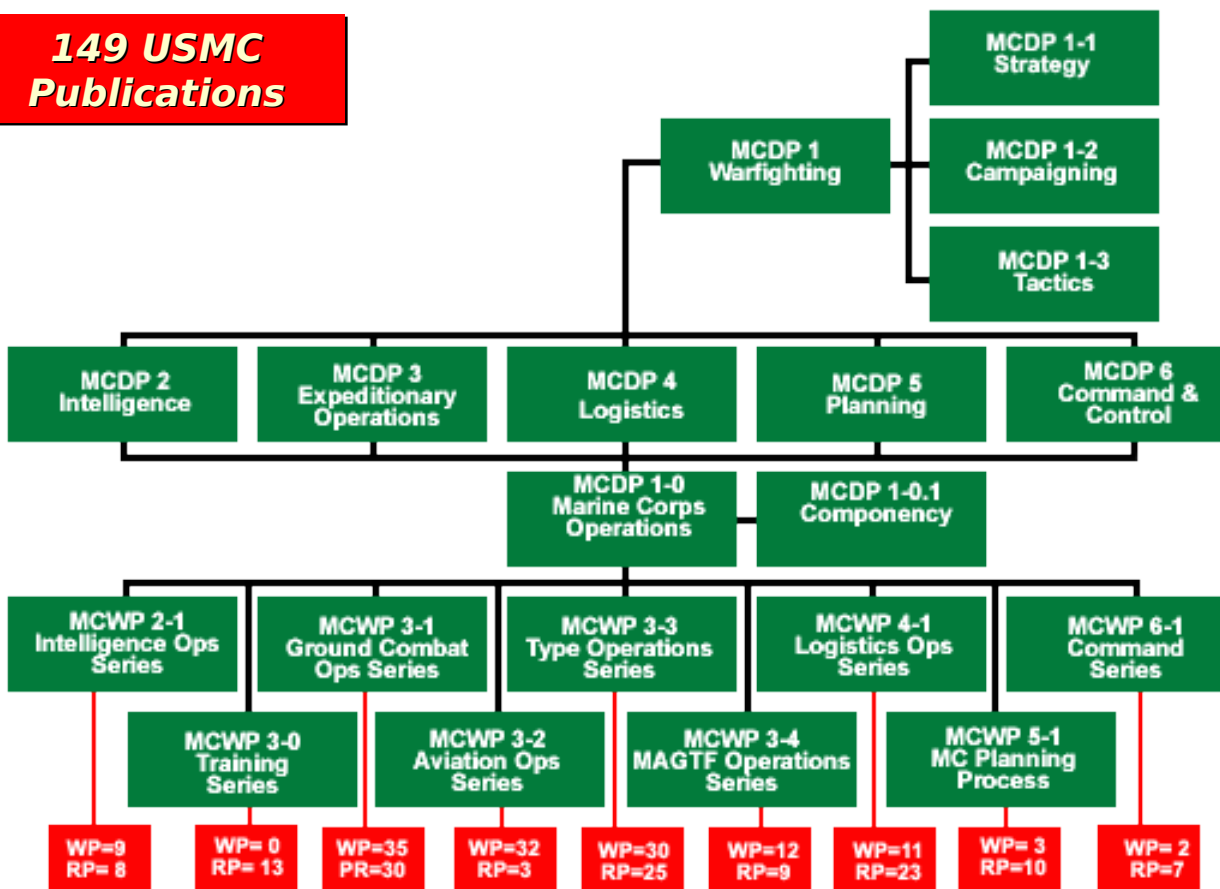 149 USMC
Publications
MCDP 1-1
Strategy
MCDP 1
Warfighting
MCDP 1-2
Campaigning
MCDP 1-3
Tactics
MCDP 2
Intelligence
MCDP 3
Expeditionary
Operations
MCDP 4
Logistics
MCDP 5
Planning
MCDP 6
Command &
Control
MCDP 1-0
Marine Corps
Operations
MCDP 1-0.1
Componency
MCWP 2-1
Intelligence Ops
Series
MCWP 3-1
Ground Combat
Ops Series
MCWP 3-3
Type Operations
Series
MCWP 4-1
Logistics Ops
Series
MCWP 6-1
Command
Series
MCWP 3-0
Training
Series
MCWP 3-2
Aviation Ops
Series
MCWP 3-4
MAGTF Operations
Series
MCWP 5-1
MC Planning
Process
WP=9
RP= 8
WP= 0
RP= 13
WP=35
PR=30
WP=32
RP=3
WP=30
RP=25
WP=12
RP=9
WP=11
RP=23
WP= 3
RP=10
WP= 2
RP=7